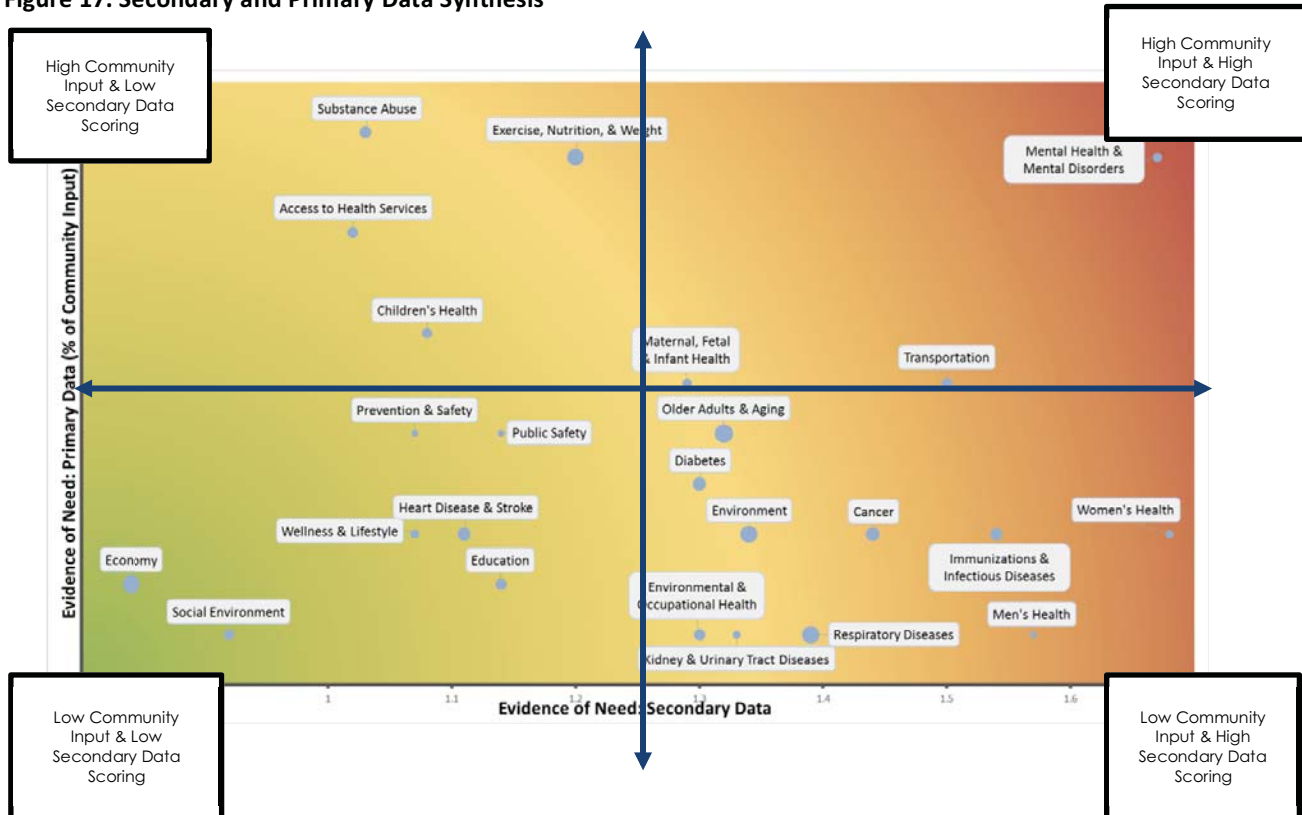 Figure 17: Secondary and Primary Data Synthesis
High Community
Input & Low
Secondary Data
Scoring
High Community
Input & High
Secondary Data
Scoring
Substance Abuse
Exercise, Nutrition, & Weight
Mental Health &
Mental Disorders
Access to Health Services
Children's Health
Maternal, Fetal
& Infant Health
Transportation
Evidence of Need: Primary Data (% of Community Input)
Prevention & Safety
Older Adults & Aging
Public Safety
Diabetes
Heart Disease & Stroke
Environment
Cancer
Women's Health
Wellness & Lifestyle
Economy
Education
Immunizations &
Infectious Diseases
Environmental &
Occupational Health
Social Environment
Men's Health
Respiratory Diseases
Kidney & Urinary Tract Diseases
1 1.1 1.2 1.3 1.4 1.5 1.6
Evidence of Need: Secondary Data
Low Community
Input & Low
Secondary Data
Scoring
Low Community
Input & High
Secondary Data
Scoring